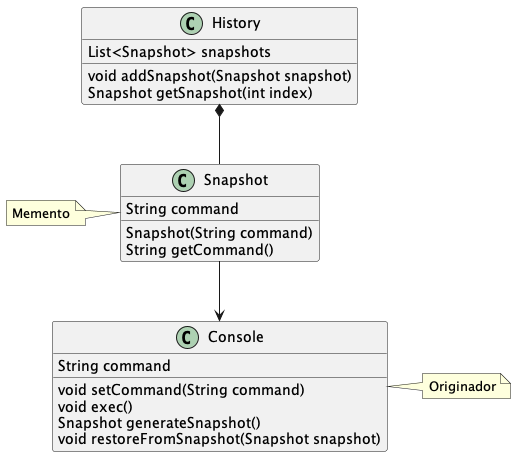 C History
List<Snapshot> snapshots
void addSnapshot(Snapshot snapshot)
Snapshot getSnapshot(int index)
C Snapshot
Memento
String command
Snapshot(String command)
String getCommand()
C Console
String command
Originador
void setCommand(String command)
void exec()
Snapshot generateSnapshot()
void restoreFromSnapshot(Snapshot snapshot)